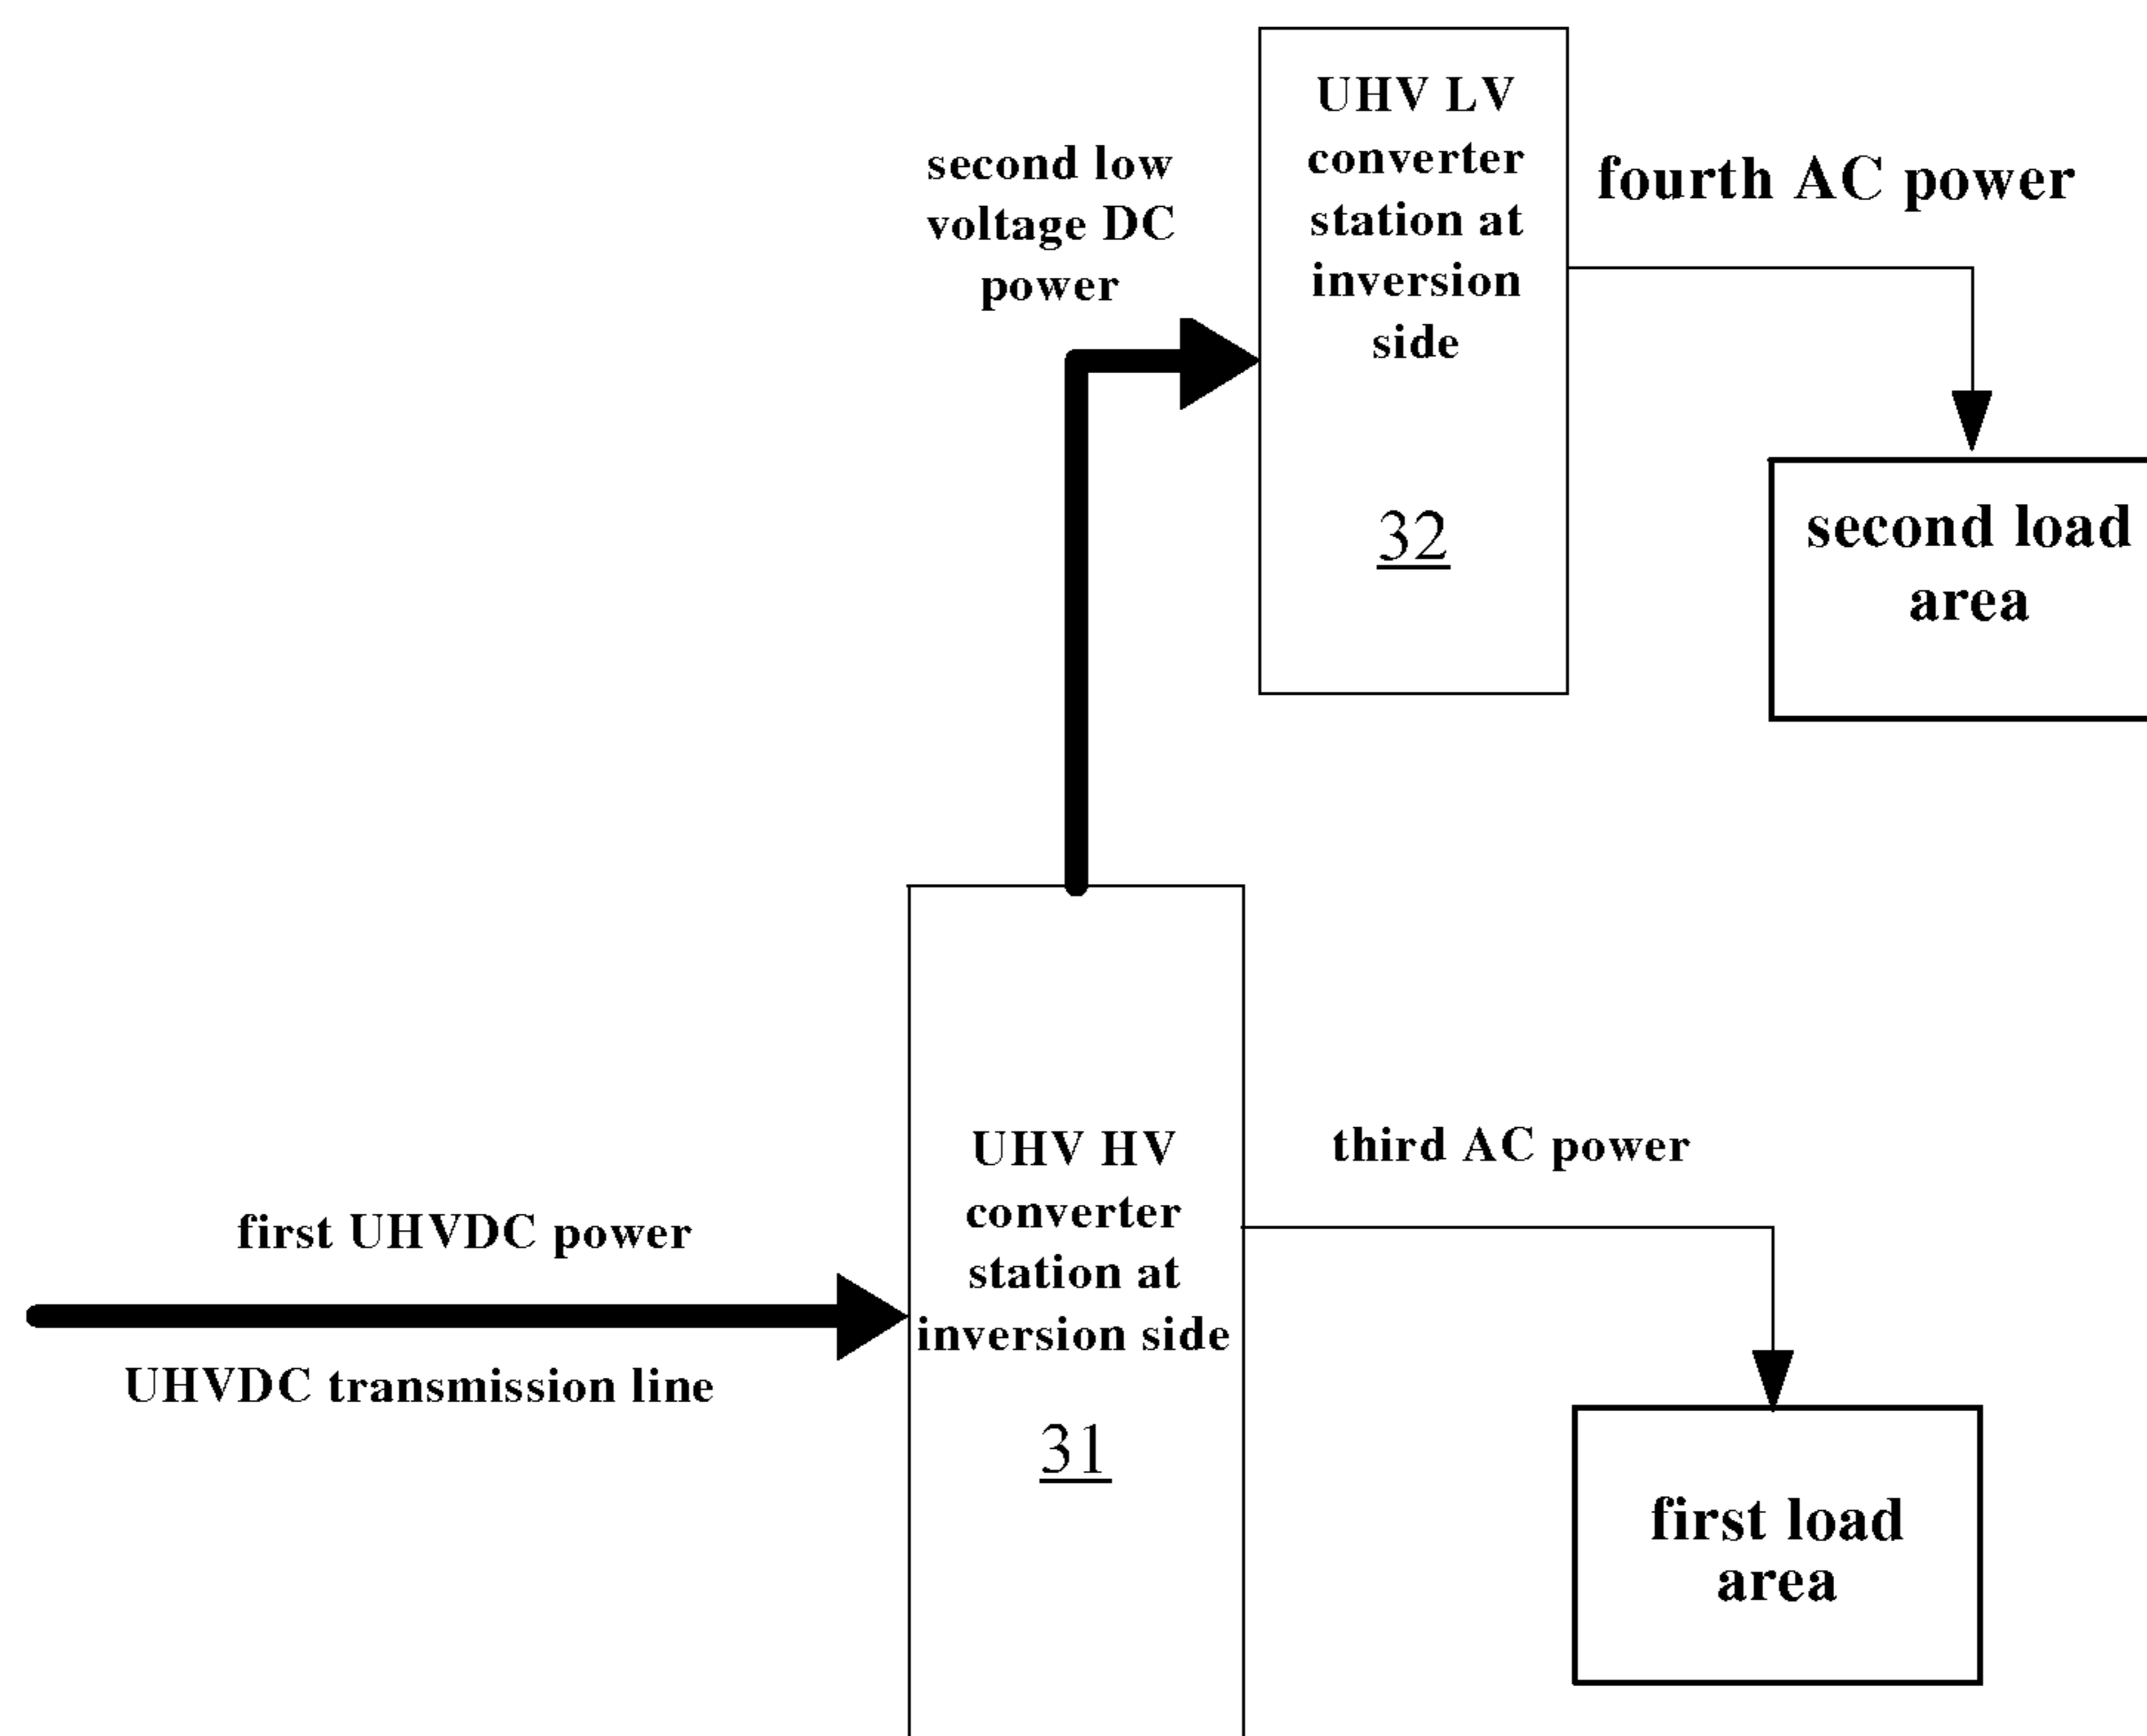 UHV LV
converter
station at
inversion
side
32
second low
voltage DC
power
fourth AC power
second load
area
UHV HV
converter
station at
inversion side
31
third AC power
first UHVDC power
UHVDC transmission line
first load
area